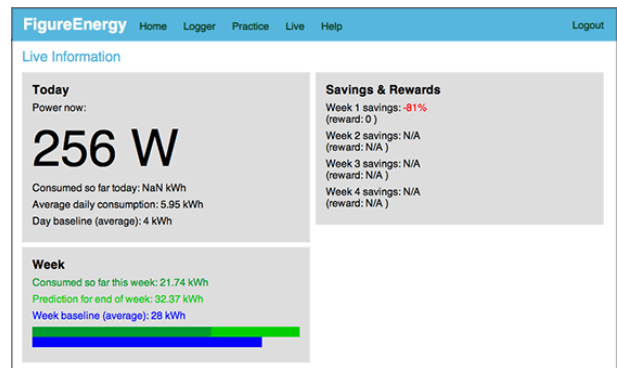 FigureEnergy Home Logger Practice Live Help Logout
Live Information
Today
Power now:
256 W
Consumed so far today: NaN kWh
Average daily consumption: 5.95 kWh
Day baseline (average): 4 kWh
Savings & Rewards
Week 1 savings: -81%
(reward: 0 )
Week 2 savings: N/A
(reward: N/A )
Week 3 savings: N/A
(reward: N/A )
Week 4 savings: N/A
(reward: N/A )
Week
Consumed so far this week: 21.74 kWh
Prediction for end of week: 32.37 kWh
Week baseline (average): 28 kWh